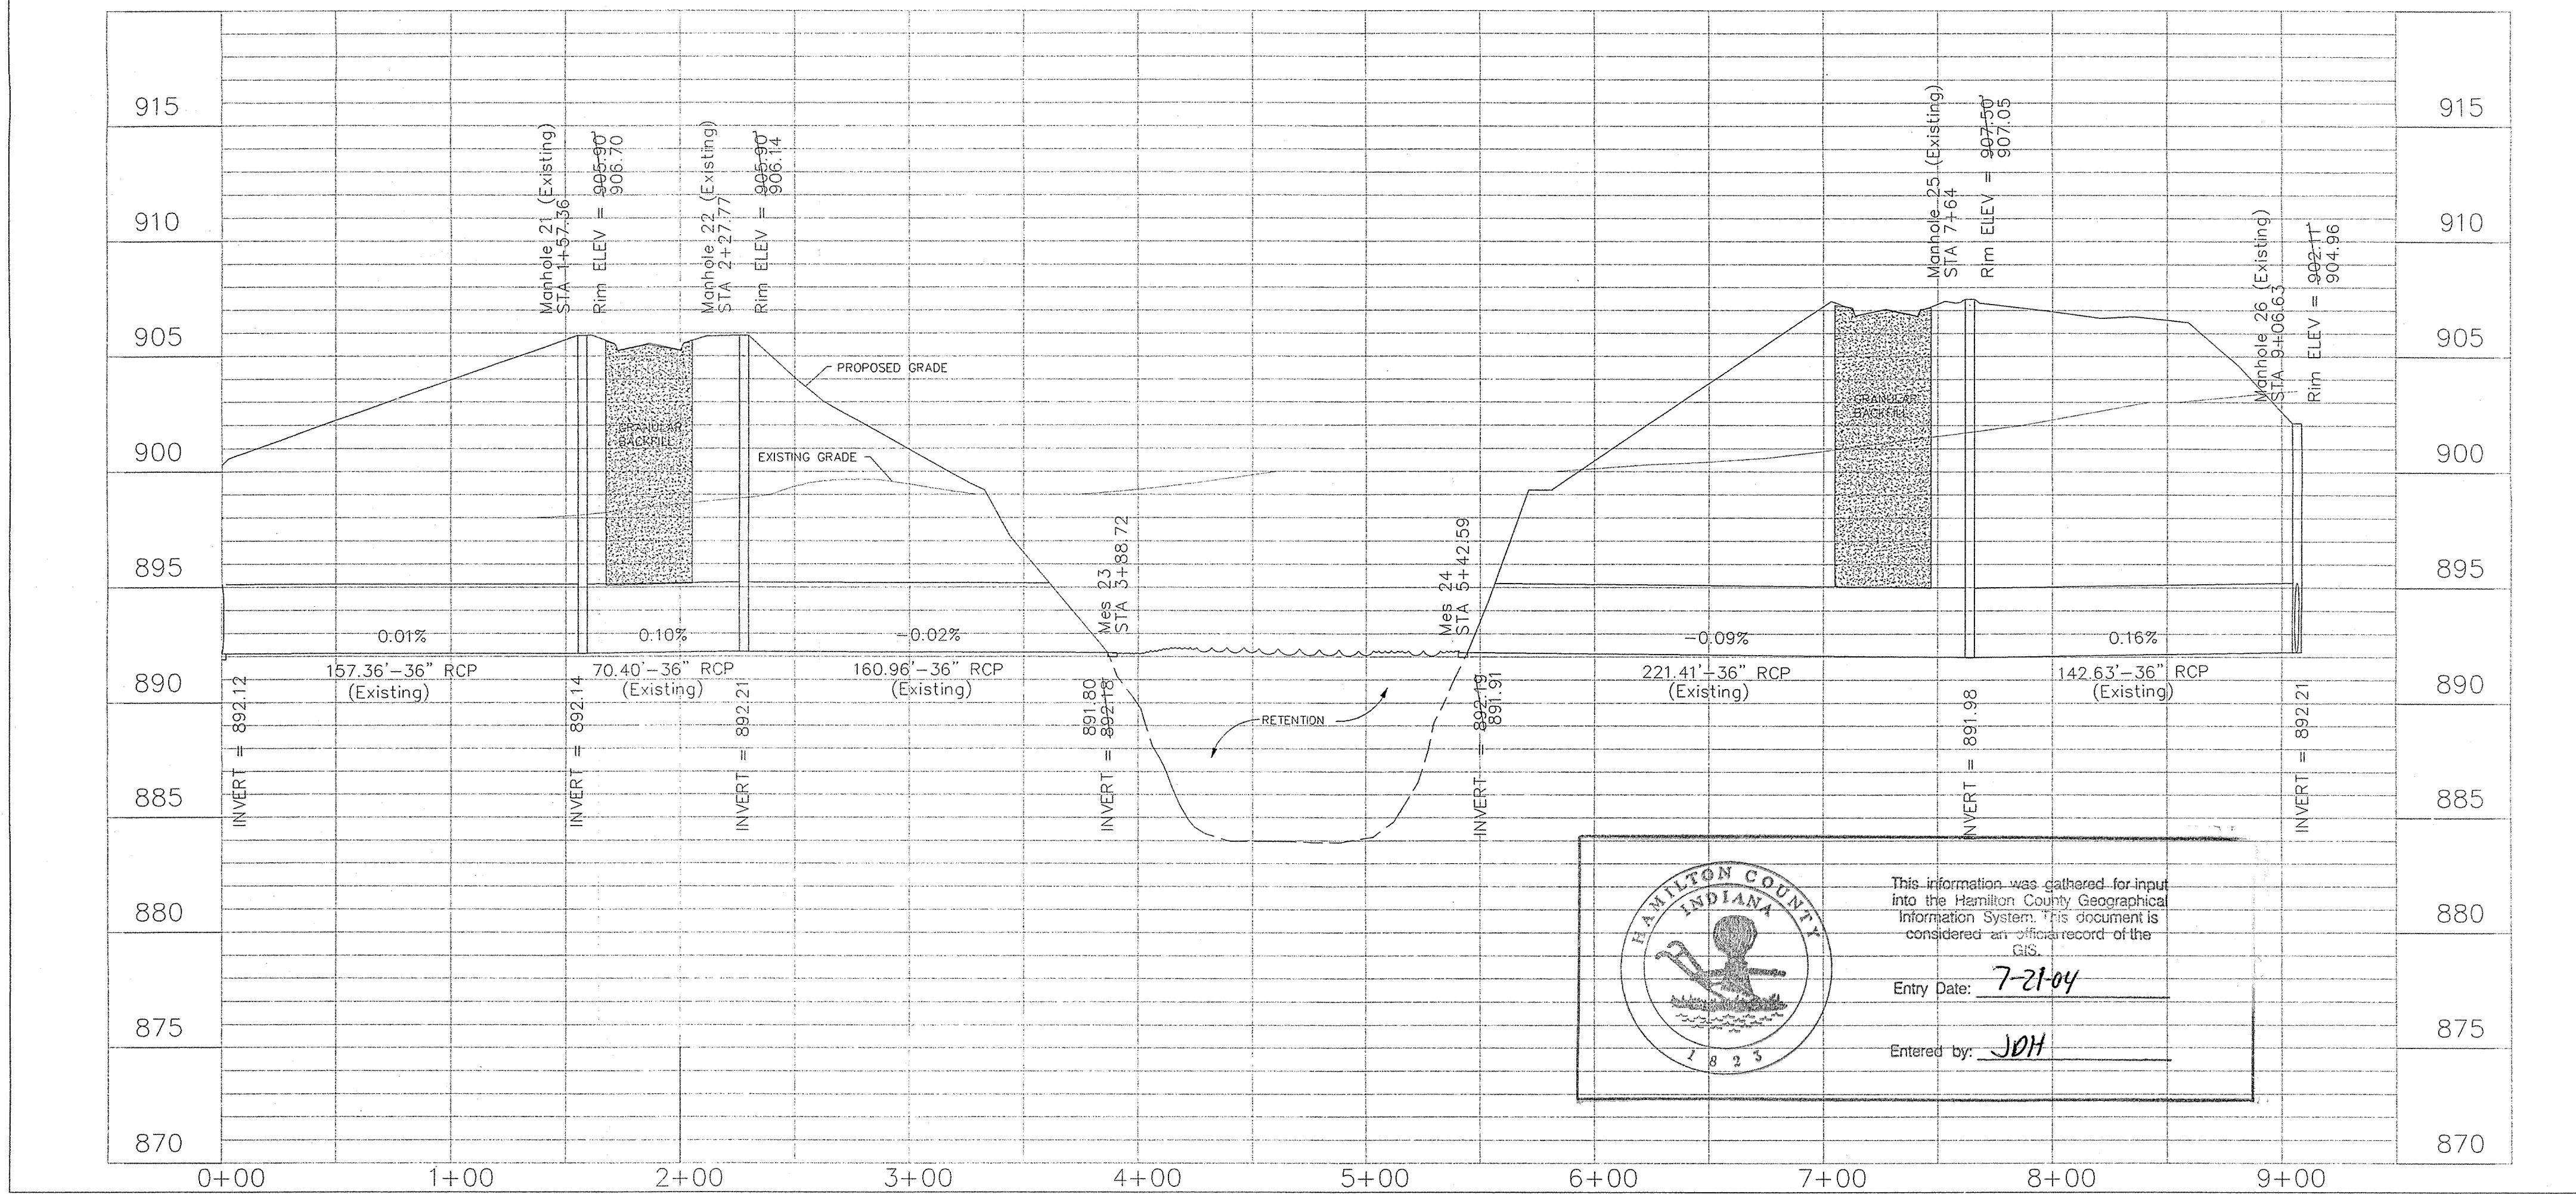 915
910
905
900
895
890
885
880
875
870
Manhole 21 (Existing)
STA 1+57.36
Rim ELEV = 905.90'
906.70
Manhole 22 (Existing)
STA 2+27.77
Rim ELEV = 905.90'
906.14
PROPOSED GRADE
EXISTING GRADE
GRANULAR
BACKFILL
Mes 23
STA 3+88.72
Mes 24
STA 5+42.59
Manhole 25 (Existing)
STA 7+64
Rim ELEV = 907.50'
907.05
GRANULAR
BACKFILL
Manhole 26 (Existing)
STA 9+06.63
Rim ELEV = 902.11'
904.96
0.01%
0.10%
-0.02%
-0.09%
0.16%
157.36'-36" RCP
(Existing)
70.40'-36" RCP
(Existing)
160.96'-36" RCP
(Existing)
221.41'-36" RCP
(Existing)
142.63'-36" RCP
(Existing)
INVERT = 892.12
INVERT = 892.14
INVERT = 892.21
891.80
INVERT = 892.18
RETENTION
INVERT = 892.19
891.91
INVERT = 891.98
INVERT = 892.21
915
910
905
900
895
890
885
880
875
870
HAMILTON COUNTY
INDIANA
1823
This information was gathered for input
into the Hamilton County Geographical
Information System. This document is
considered an official record of the
GIS.
Entry Date: 7-21-04
Entered by: JDH
0+00
1+00
2+00
3+00
4+00
5+00
6+00
7+00
8+00
9+00